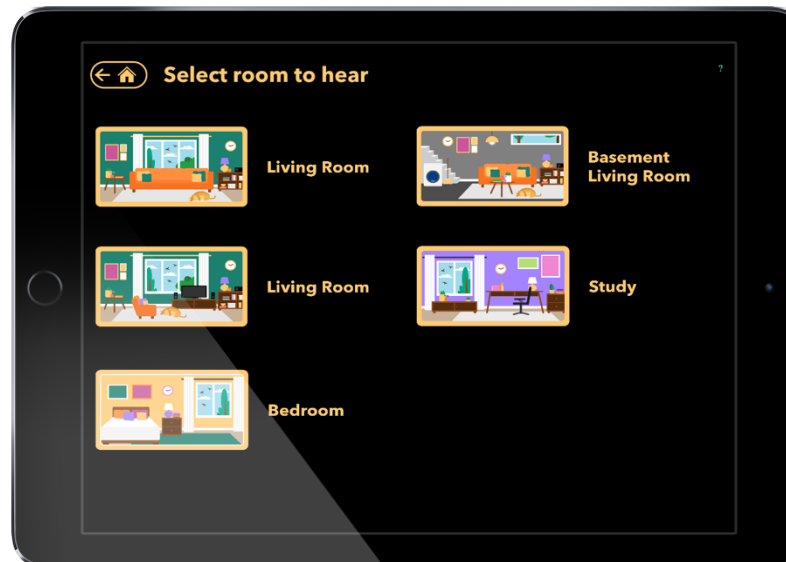 Select room to hear
?
Living Room
Basement
Living Room
Living Room
Study
Bedroom